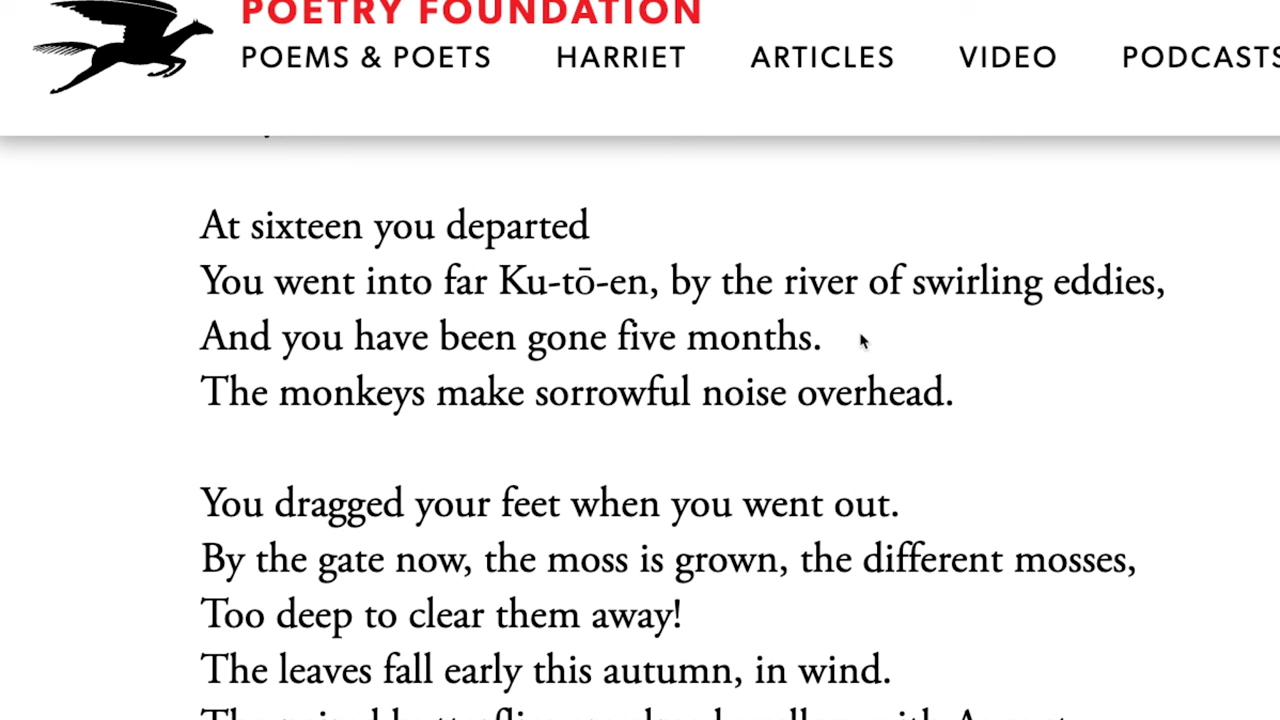 POETRY FOUNDATION
POEMS & POETS HARRIET ARTICLES VIDEO PODCASTS
At sixteen you departed
You went into far Ku-tō-en, by the river of swirling eddies,
And you have been gone five months.
The monkeys make sorrowful noise overhead.
You dragged your feet when you went out.
By the gate now, the moss is grown, the different mosses,
Too deep to clear them away!
The leaves fall early this autumn, in wind.